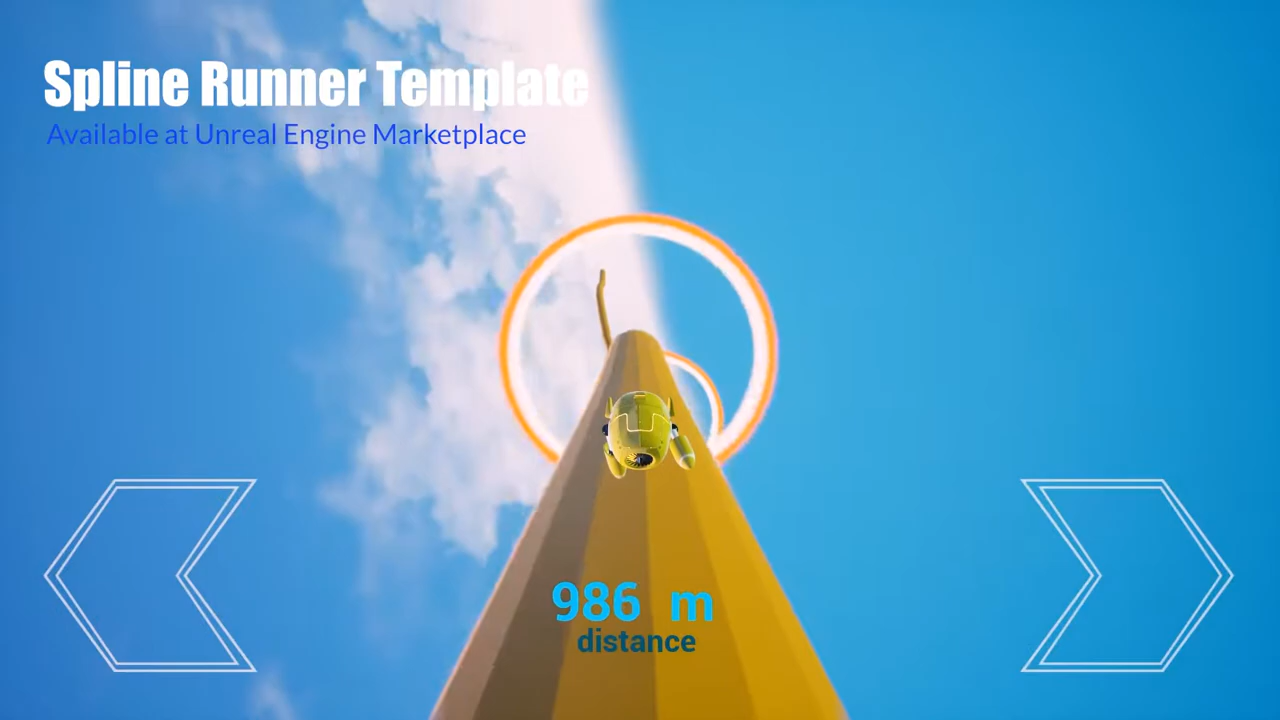 Spline Runner Template
Available at Unreal Engine Marketplace
986 m
distance